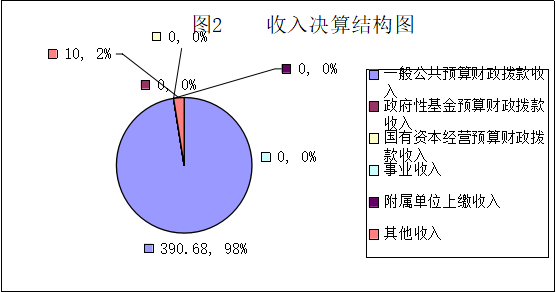 图2 收入决算结构图
0, 0%
10, 2%
0, 0%
0, 0%
0, 0%
390.68, 98%
一般公共预算财政拨款收
入
政府性基金预算财政拨款
收入
国有资本经营预算财政拨
款收入
事业收入
附属单位上缴收入
其他收入